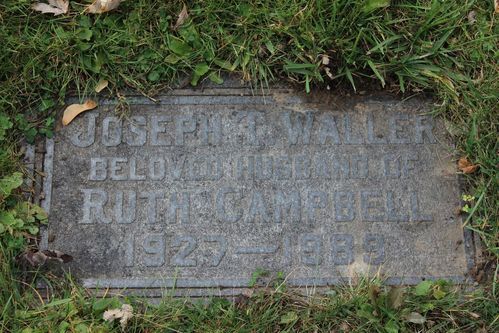 JOSEPH T. WALLER
BELOVED HUSBAND OF
RUTH CAMPBELL
1927—1989